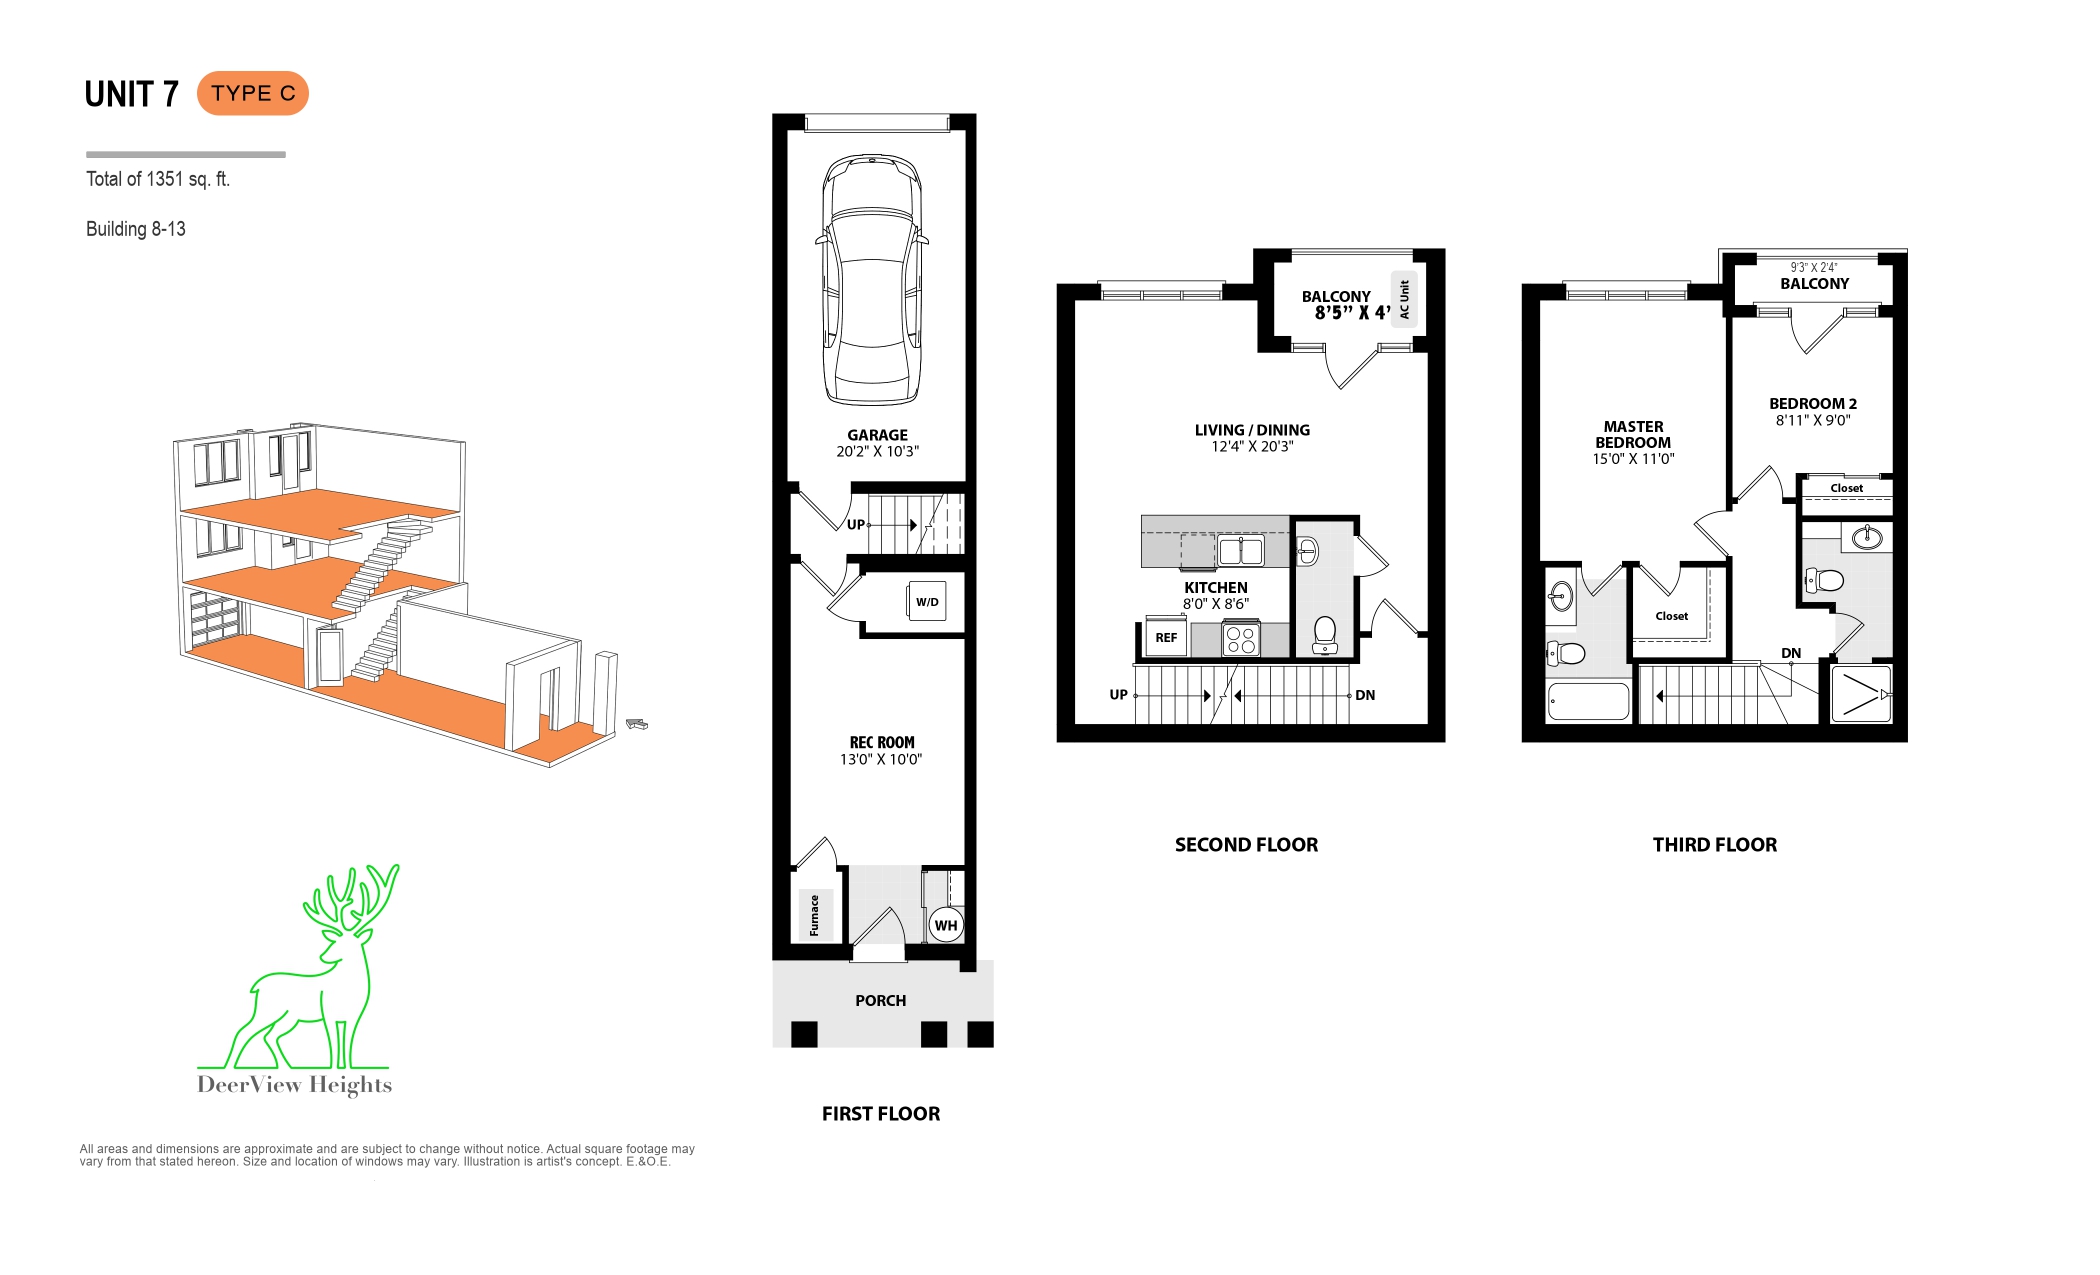 UNIT 7 TYPE C
Total of 1351 sq. ft.
Building 8-13
GARAGE
20'2" X 10'3"
UP
W/D
REC ROOM
13'0" X 10'0"
Furnace
WH
PORCH
FIRST FLOOR
BALCONY
8'5" X 4'
AC Unit
LIVING / DINING
12'4" X 20'3"
KITCHEN
8'0" X 8'6"
REF
UP
DN
SECOND FLOOR
9'3" X 2'4"
BALCONY
BEDROOM 2
8'11" X 9'0"
MASTER
BEDROOM
15'0" X 11'0"
Closet
Closet
DN
THIRD FLOOR
DeerView Heights
All areas and dimensions are approximate and are subject to change without notice. Actual square footage may
vary from that stated hereon. Size and location of windows may vary. Illustration is artist's concept. E.&O.E.